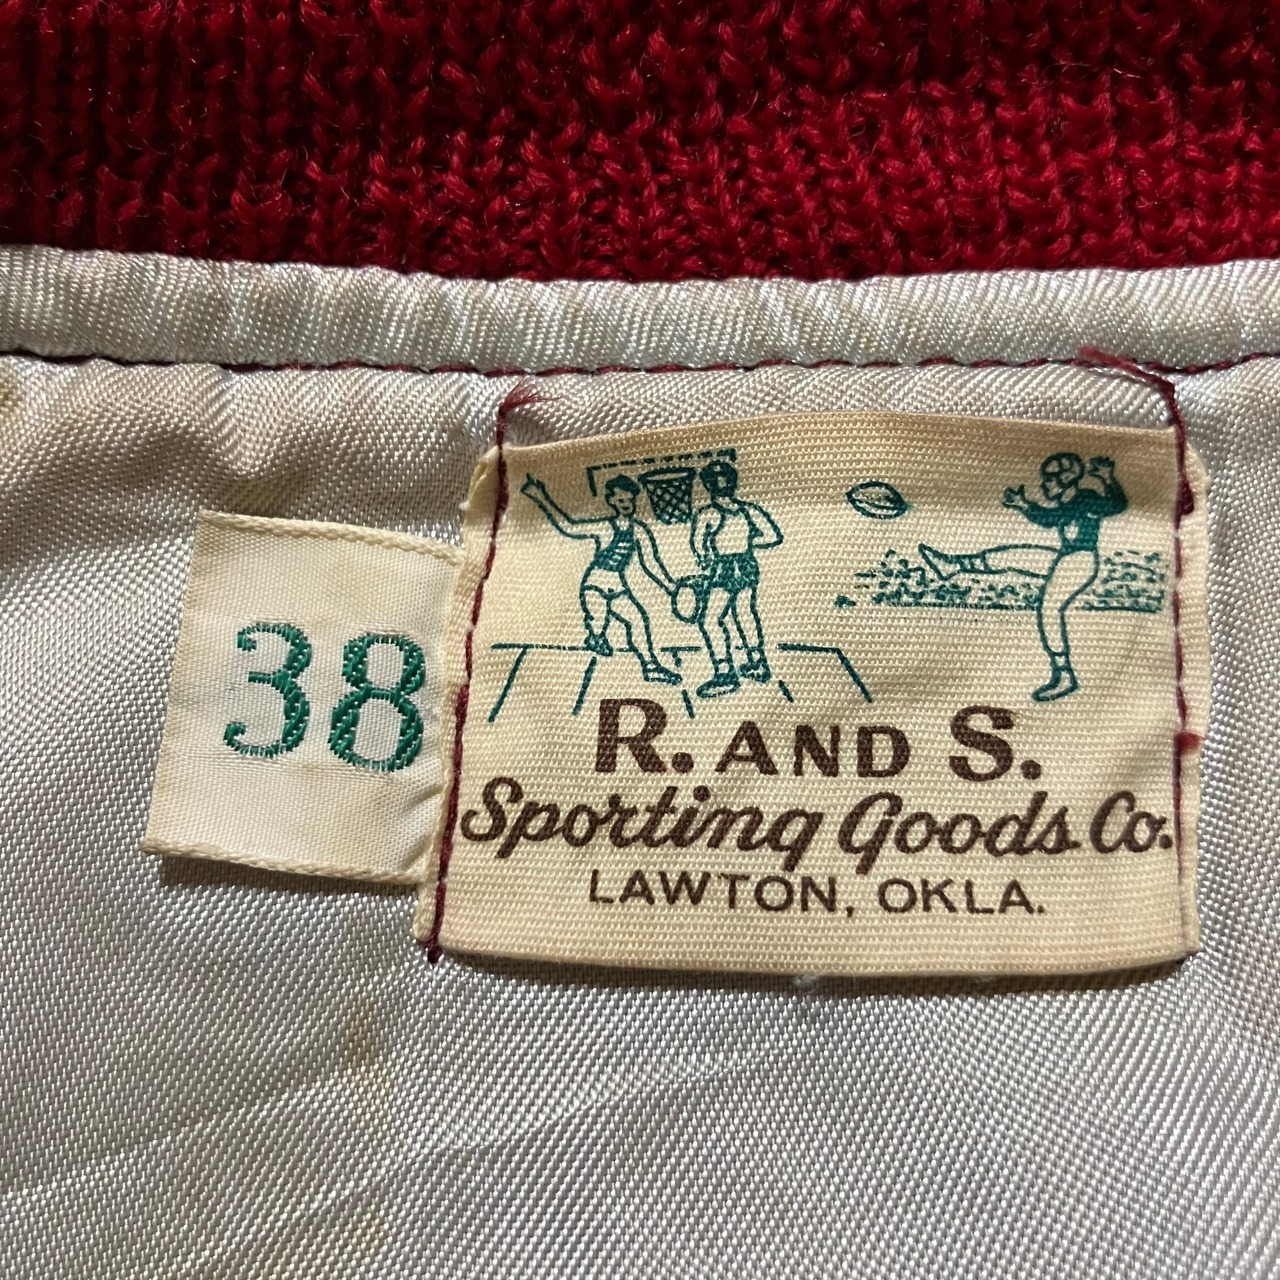 38
R. AND S.
Sporting Goods Co.
LAWTON, OKLA.